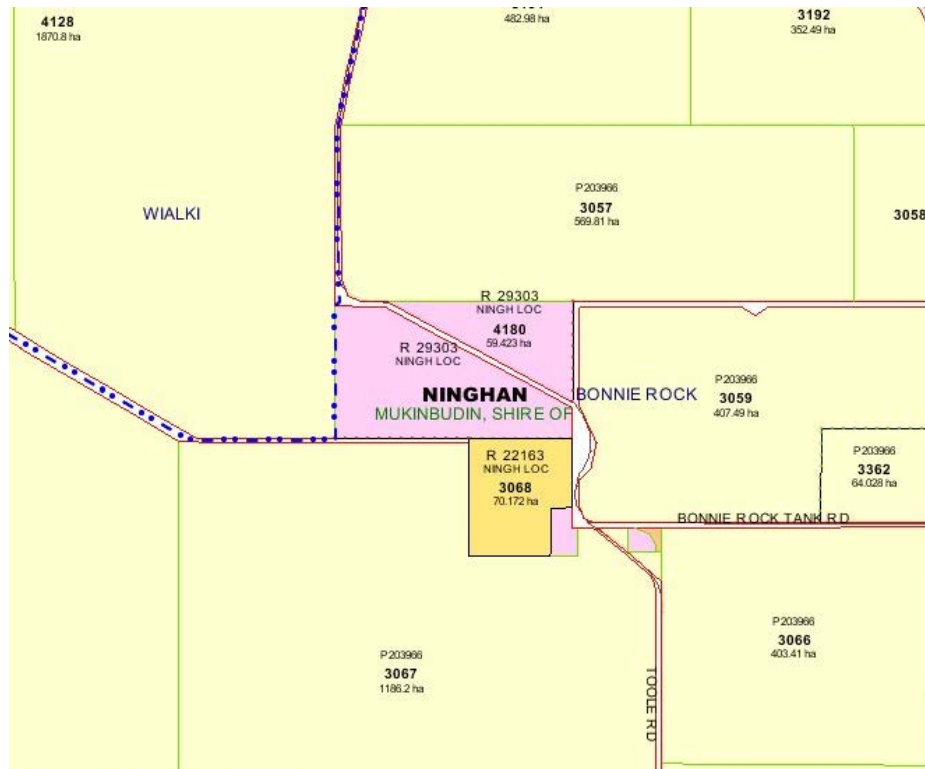 4128
1870.8 ha
482.98 ha
3192
352.49 ha
WIALKI
P203966
3057
569.81 ha
3058
R 29303
NINGH LOC
4180
59.423 ha
R 29303
NINGH LOC
NINGHAN
MUKINBUDIN, SHIRE OF
BONNIE ROCK
P203966
3059
407.49 ha
R 22163
NINGH LOC
3068
70.172 ha
P203966
3362
64.028 ha
BONNIE ROCK TANK RD
P203966
3066
403.41 ha
P203966
3067
1186.2 ha
TOOLE RD